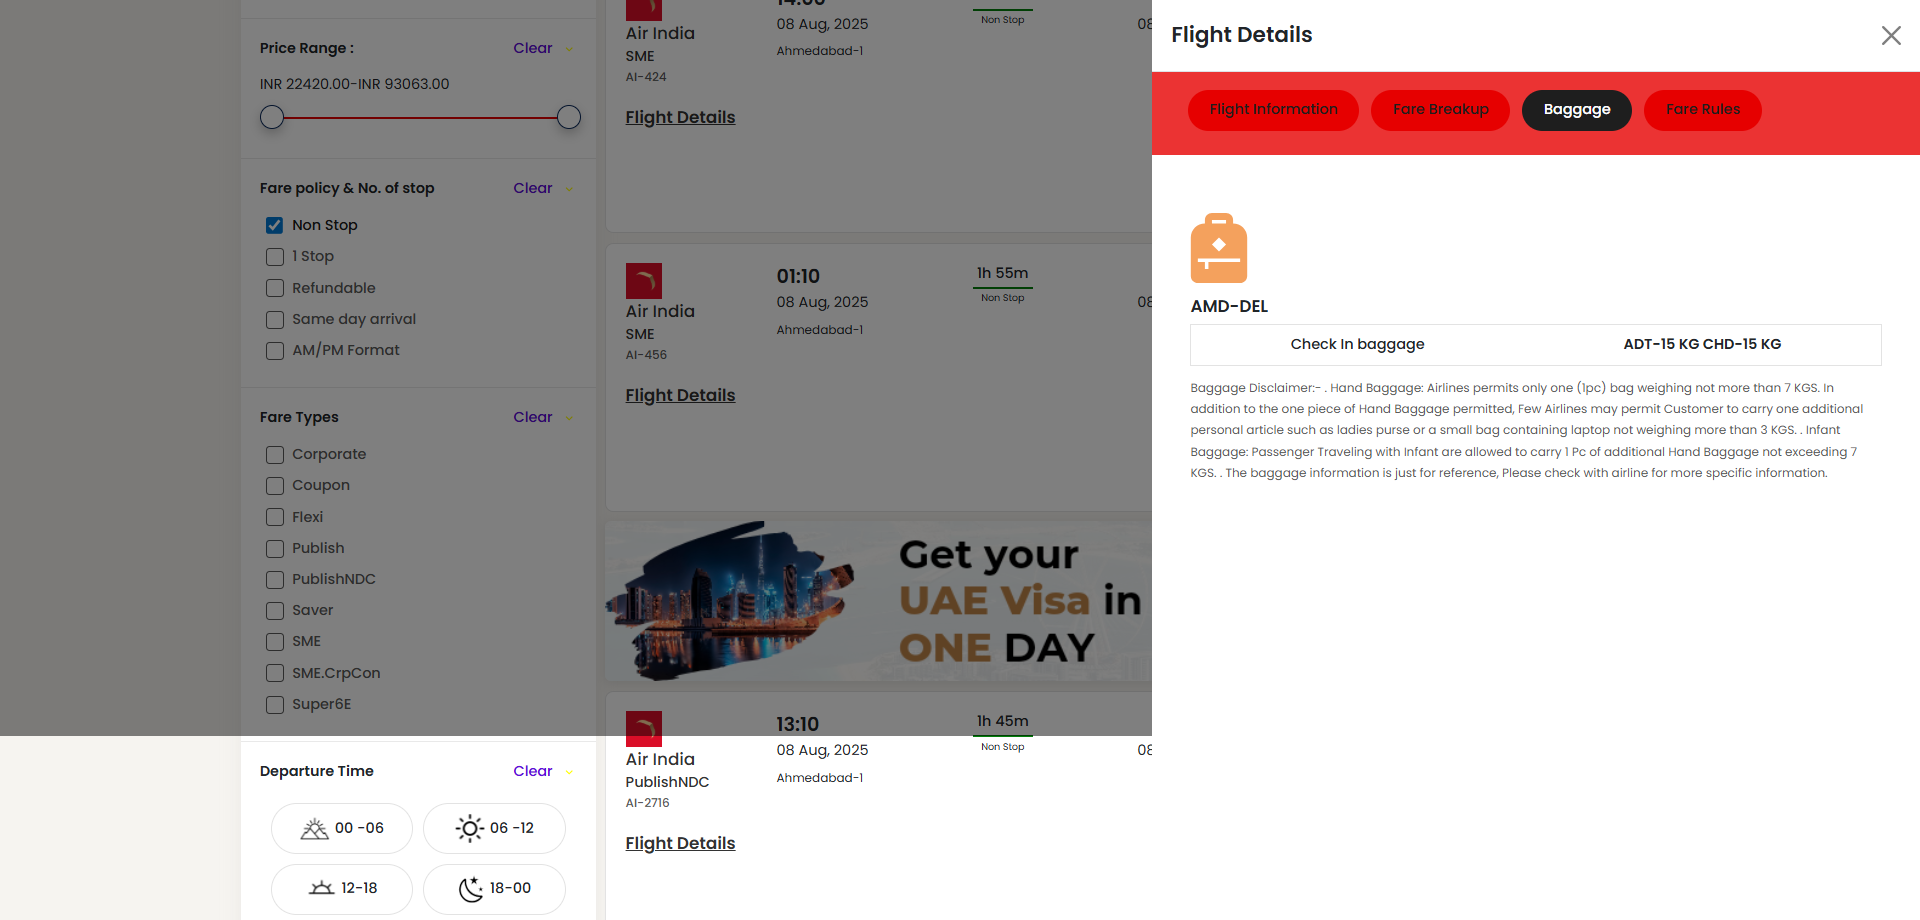 Price Range :
Clear
INR 22420.00-INR 93063.00
Fare policy & No. of stop
Clear
Non Stop
1 Stop
Refundable
Same day arrival
AM/PM Format
Fare Types
Clear
Corporate
Coupon
Flexi
Publish
PublishNDC
Saver
SME
SME.CrpCon
Super6E
Departure Time
Clear
00 -06
06 -12
12-18
18-00
Air India
SME
AI-424
08 Aug, 2025
Ahmedabad-1
Non Stop
08
Flight Details
Air India
SME
AI-456
01:10
08 Aug, 2025
Ahmedabad-1
1h 55m
Non Stop
08
Flight Details
Get your
UAE Visa in
ONE DAY
Air India
PublishNDC
AI-2716
13:10
08 Aug, 2025
Ahmedabad-1
1h 45m
Non Stop
08
Flight Details
Flight Details
Flight Information
Fare Breakup
Baggage
Fare Rules
AMD-DEL
Check In baggage
ADT-15 KG CHD-15 KG
Baggage Disclaimer:- . Hand Baggage: Airlines permits only one (1pc) bag weighing not more than 7 KGS. In
addition to the one piece of Hand Baggage permitted, Few Airlines may permit Customer to carry one additional
personal article such as ladies purse or a small bag containing laptop not weighing more than 3 KGS. . Infant
Baggage: Passenger Traveling with Infant are allowed to carry 1 Pc of additional Hand Baggage not exceeding 7
KGS. . The baggage information is just for reference, Please check with airline for more specific information.